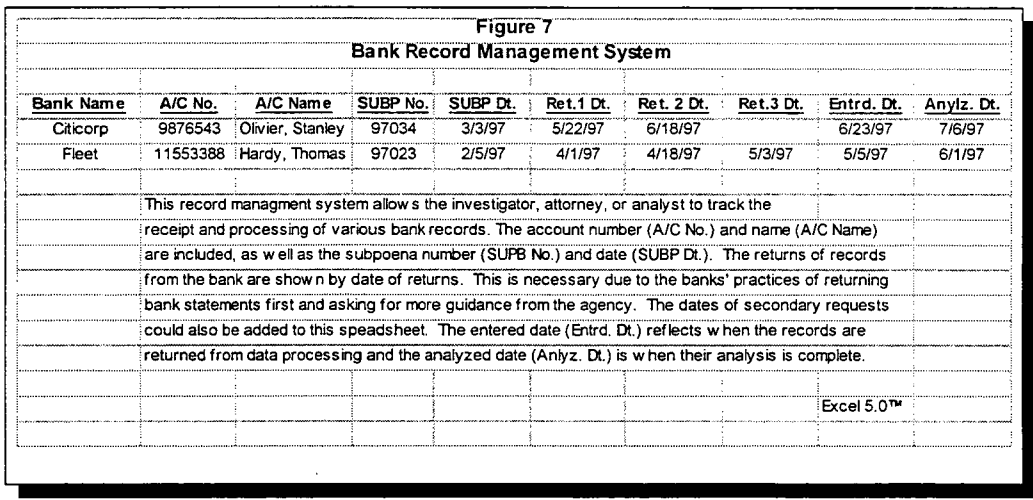 Figure 7
Bank Record Management System
Bank Name A/C No. A/C Name SUBP No. SUBP Dt. Ret.1 Dt. Ret. 2 Dt. Ret.3 Dt. Entrd. Dt. Anylz. Dt.
Citicorp 9876543 Olivier, Stanley 97034 3/3/97 5/22/97 6/18/97 6/23/97 7/6/97
Fleet 11553388 Hardy, Thomas 97023 2/5/97 4/1/97 4/18/97 5/3/97 5/5/97 6/1/97
This record managment system allows the investigator, attorney, or analyst to track the
receipt and processing of various bank records. The account number (A/C No.) and name (A/C Name)
are included, as well as the subpoena number (SUPB No.) and date (SUBP Dt.). The returns of records
from the bank are shown by date of returns. This is necessary due to the banks' practices of returning
bank statements first and asking for more guidance from the agency. The dates of secondary requests
could also be added to this speadsheet. The entered date (Entrd. Dt.) reflects when the records are
returned from data processing and the analyzed date (Anlyz. Dt.) is when their analysis is complete.
Excel 5.0™